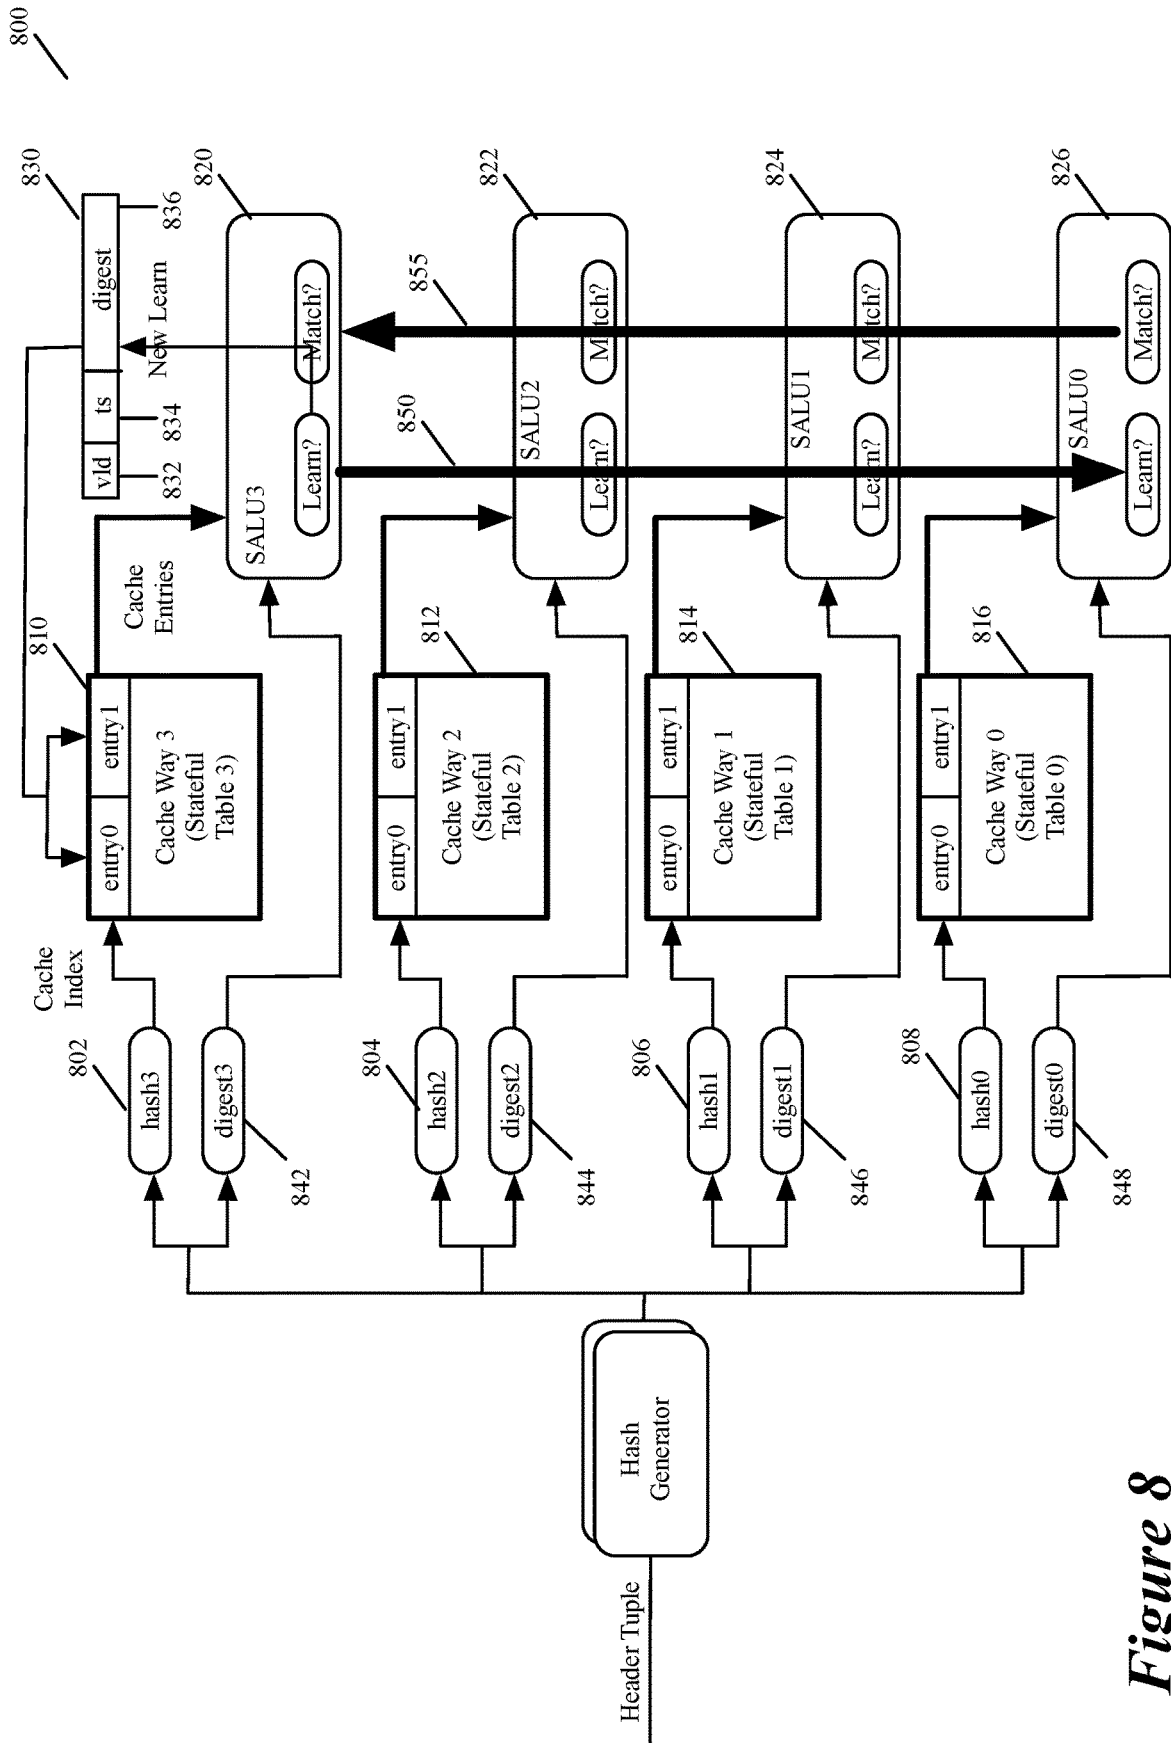 800
830
vld
ts
digest
832
834
836
New Learn
810
Cache
Entries
entry0
entry1
Cache Way 3
(Stateful
Table 3)
Cache
Index
802
hash3
digest3
842
820
SALU3
Learn?
Match?
804
hash2
digest2
844
812
entry0
entry1
Cache Way 2
(Stateful
Table 2)
822
SALU2
Learn?
Match?
850
855
806
hash1
digest1
846
814
entry0
entry1
Cache Way 1
(Stateful
Table 1)
824
SALU1
Learn?
Match?
808
hash0
digest0
848
816
entry0
entry1
Cache Way 0
(Stateful
Table 0)
826
SALU0
Learn?
Match?
Hash
Generator
Header Tuple
Figure 8